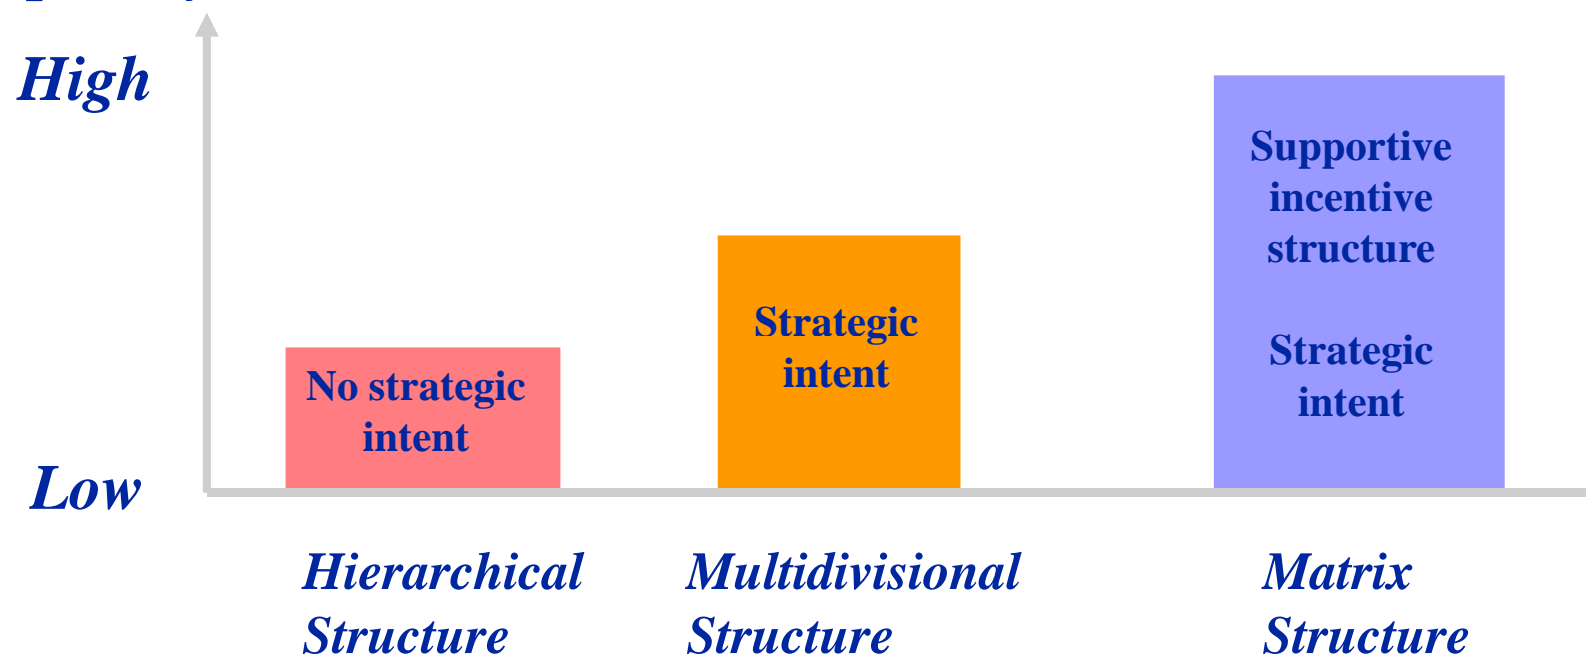 High
Supportive
incentive
structure
Strategic
intent
Strategic
intent
No strategic
intent
Low
Hierarchical
Structure
Multidivisional
Structure
Matrix
Structure